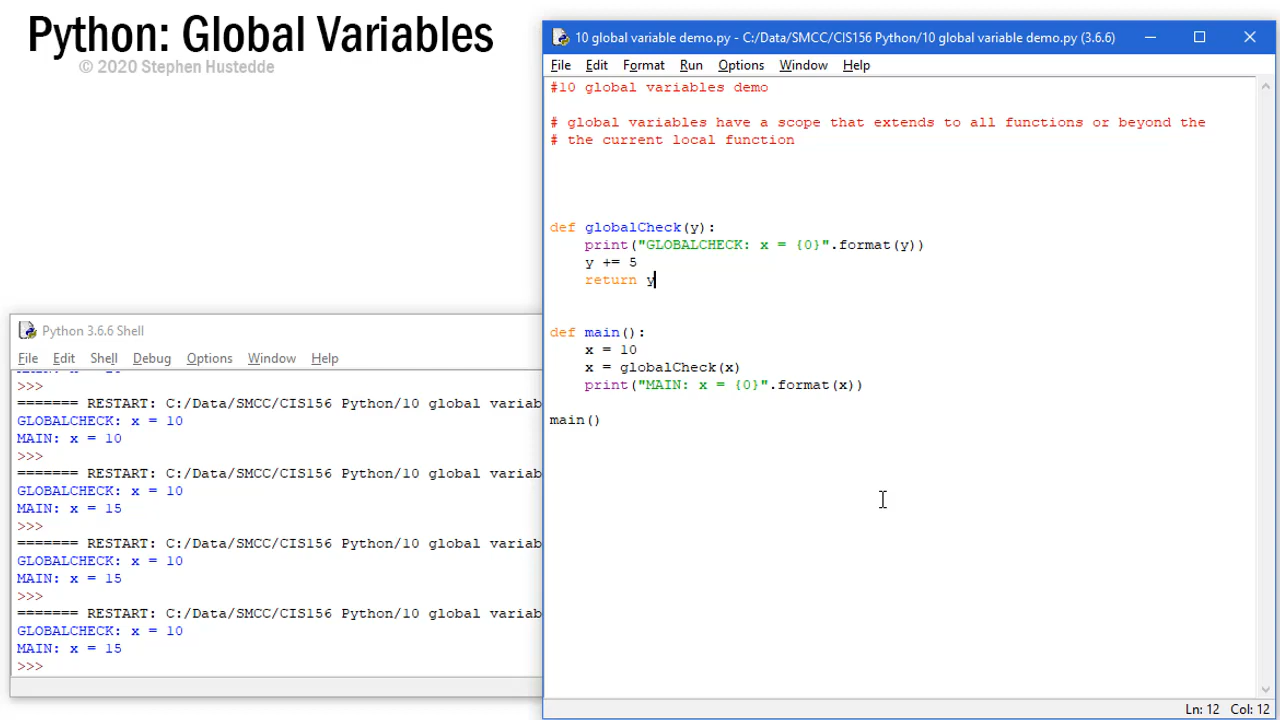 Python: Global Variables
© 2020 Stephen Hustedde
10 global variable demo.py - C:/Data/SMCC/CIS156 Python/10 global variable demo.py (3.6.6)
File Edit Format Run Options Window Help
#10 global variables demo
# global variables have a scope that extends to all functions or beyond the
# the current local function
def globalCheck(y):
    print("GLOBALCHECK: x = {0}".format(y))
    y += 5
    return y
def main():
    x = 10
    x = globalCheck(x)
    print("MAIN: x = {0}".format(x))
main()
Ln: 12 Col: 12
Python 3.6.6 Shell
File Edit Shell Debug Options Window Help
>>>
======= RESTART: C:/Data/SMCC/CIS156 Python/10 global variab
GLOBALCHECK: x = 10
MAIN: x = 10
>>>
======= RESTART: C:/Data/SMCC/CIS156 Python/10 global variab
GLOBALCHECK: x = 10
MAIN: x = 15
>>>
======= RESTART: C:/Data/SMCC/CIS156 Python/10 global variab
GLOBALCHECK: x = 10
MAIN: x = 15
>>>
======= RESTART: C:/Data/SMCC/CIS156 Python/10 global variab
GLOBALCHECK: x = 10
MAIN: x = 15
>>>